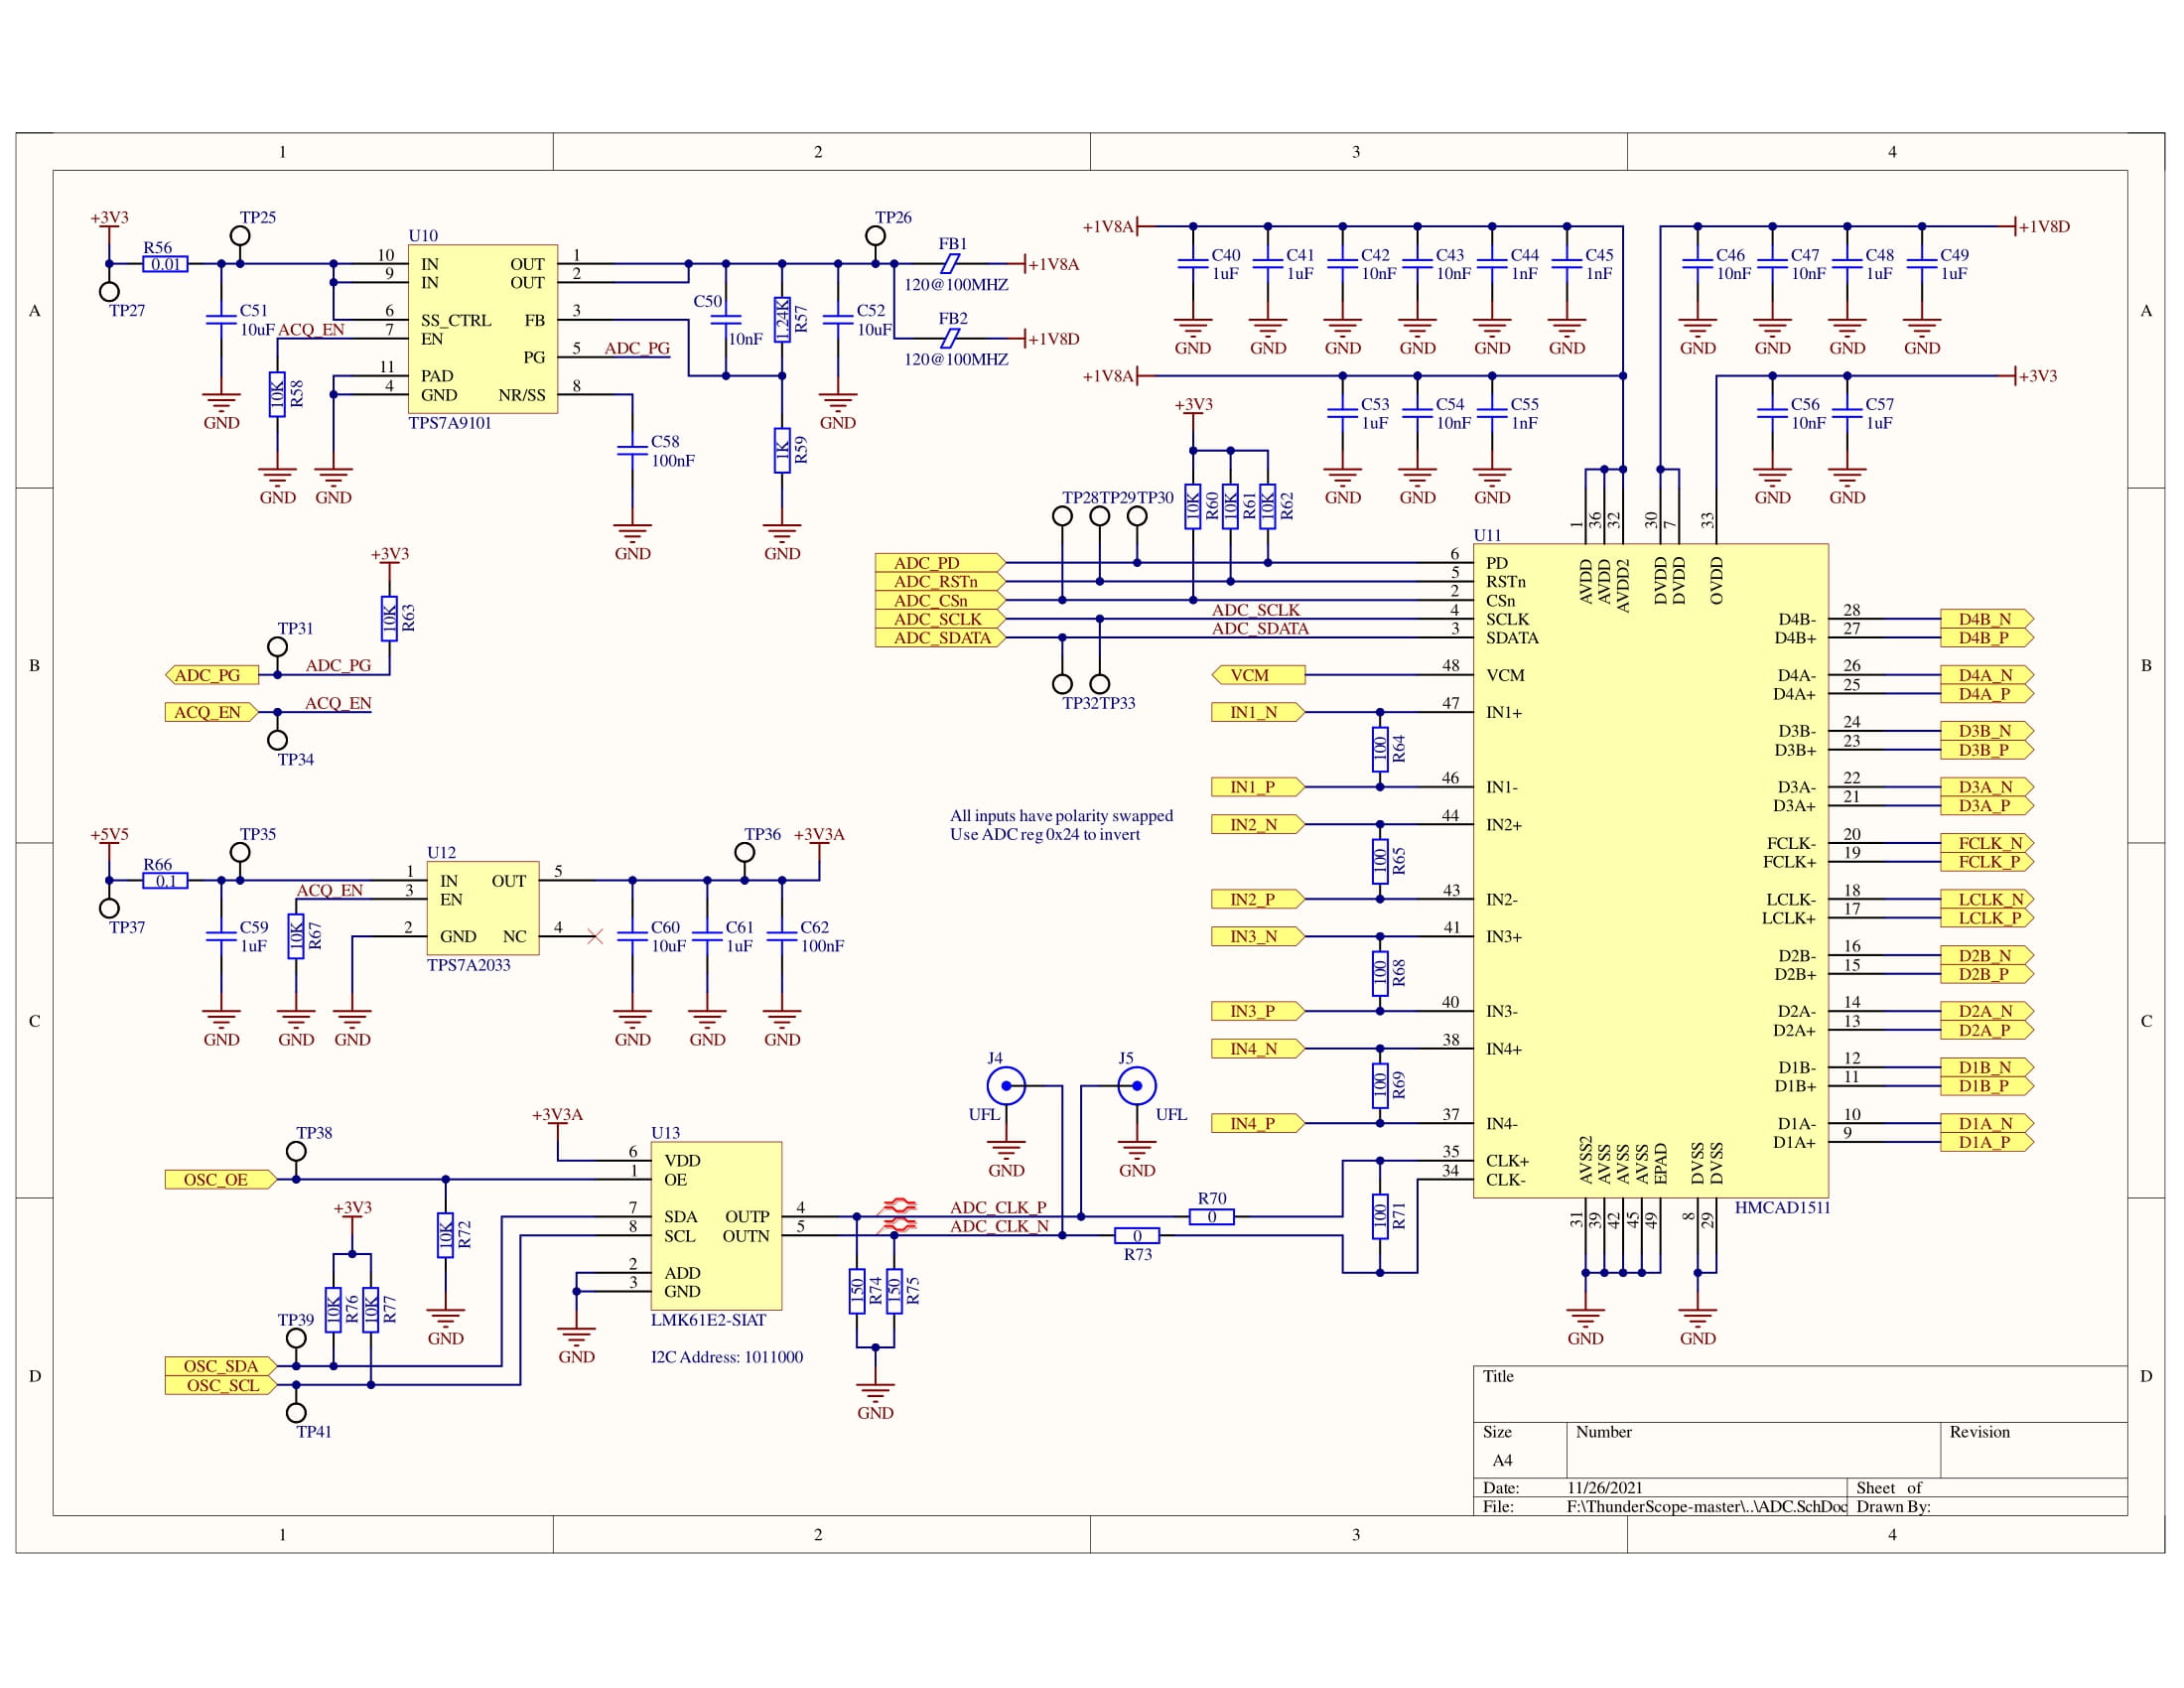 1 2 3 4
A
B
C
D
A
B
C
D
1 2 3 4
+3V3
TP27
R56
0.01
TP25
C51
10uF
GND
ACQ_EN
10K
R58
GND
GND
U10
10 IN
9 IN
6 SS_CTRL
7 EN
11 PAD
4 GND
OUT 1
OUT 2
FB 3
PG 5
NR/SS 8
TPS7A9101
ADC_PG
C58
100nF
GND
C50
10nF
1.24K
R57
1K
R59
GND
C52
10uF
GND
TP26
FB1
120@100MHZ
+1V8A
FB2
120@100MHZ
+1V8D
+1V8A
C40
1uF
GND
C41
1uF
GND
C42
10nF
GND
C43
10nF
GND
C44
1nF
GND
C45
1nF
GND
+1V8D
C46
10nF
GND
C47
10nF
GND
C48
1uF
GND
C49
1uF
GND
+1V8A
C53
1uF
GND
C54
10nF
GND
C55
1nF
GND
+3V3
C56
10nF
GND
C57
1uF
GND
+3V3
10K
R60
10K
R61
10K
R62
TP28TP29TP30
ADC_PD
ADC_RSTn
ADC_CSn
ADC_SCLK
ADC_SDATA
ADC_SCLK
ADC_SDATA
TP32TP33
+3V3
10K
R63
TP31
ADC_PG
ADC_PG
ACQ_EN
ACQ_EN
TP34
VCM
IN1_N
100
R64
IN1_P
IN2_N
100
R65
IN2_P
IN3_N
100
R68
IN3_P
IN4_N
100
R69
IN4_P
All inputs have polarity swapped
Use ADC reg 0x24 to invert
U11
1 AVDD
36 AVDD
32 AVDD2
30 DVDD
7 DVDD
33 OVDD
6 PD
5 RSTn
2 CSn
4 SCLK
3 SDATA
48 VCM
47 IN1+
46 IN1-
44 IN2+
43 IN2-
41 IN3+
40 IN3-
38 IN4+
37 IN4-
35 CLK+
34 CLK-
D4B- 28 D4B_N
D4B+ 27 D4B_P
D4A- 26 D4A_N
D4A+ 25 D4A_P
D3B- 24 D3B_N
D3B+ 23 D3B_P
D3A- 22 D3A_N
D3A+ 21 D3A_P
FCLK- 20 FCLK_N
FCLK+ 19 FCLK_P
LCLK- 18 LCLK_N
LCLK+ 17 LCLK_P
D2B- 16 D2B_N
D2B+ 15 D2B_P
D2A- 14 D2A_N
D2A+ 13 D2A_P
D1B- 12 D1B_N
D1B+ 11 D1B_P
D1A- 10 D1A_N
D1A+ 9 D1A_P
AVSS2 31
AVSS 39
AVSS 42
AVSS 45
EPAD 49
DVSS 8
DVSS 29
HMCAD1511
GND
GND
+5V5
TP37
R66
0.1
TP35
C59
1uF
GND
ACQ_EN
10K
R67
GND
GND
U12
1 IN
3 EN
2 GND
OUT 5
NC 4
TPS7A2033
C60
10uF
GND
C61
1uF
GND
TP36
C62
100nF
GND
+3V3A
OSC_OE
TP38
10K
R72
GND
+3V3
10K
R76
10K
R77
TP39
OSC_SDA
OSC_SCL
TP41
+3V3A
U13
6 VDD
1 OE
7 SDA
8 SCL
2 ADD
3 GND
OUTP 4
OUTN 5
LMK61E2-SIAT
I2C Address: 1011000
GND
150
R74
150
R75
GND
ADC_CLK_P
ADC_CLK_N
J4
UFL
GND
J5
UFL
GND
R70
0
0
R73
100
R71
Title
Size
A4
Number
Revision
Date: 11/26/2021
Sheet of
File: F:\ThunderScope-master\..\ADC.SchDoc
Drawn By: